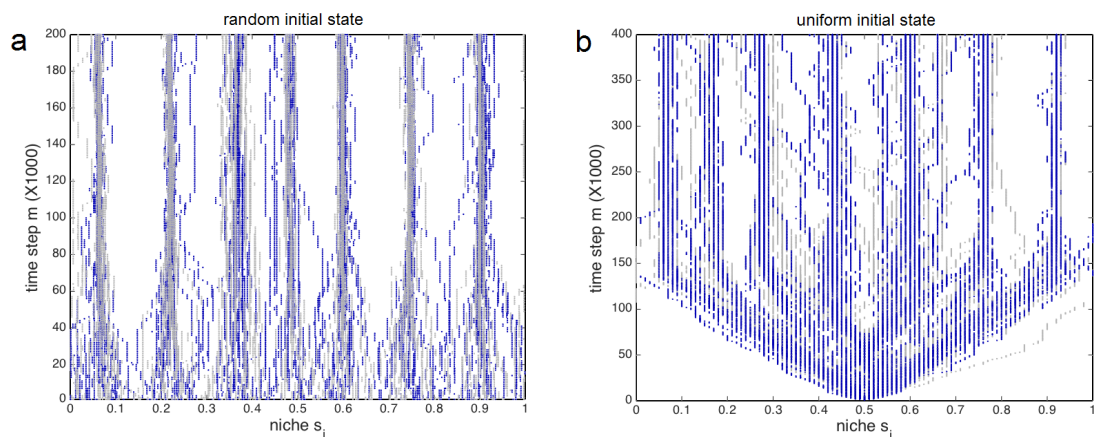 random initial state
uniform initial state
a
b
200
180
160
140
120
100
80
60
40
20
0
time step m (X1000)
0 0.1 0.2 0.3 0.4 0.5 0.6 0.7 0.8 0.9 1
niche s_i
400
350
300
250
200
150
100
50
0
time step m (X1000)
0 0.1 0.2 0.3 0.4 0.5 0.6 0.7 0.8 0.9 1
niche s_i